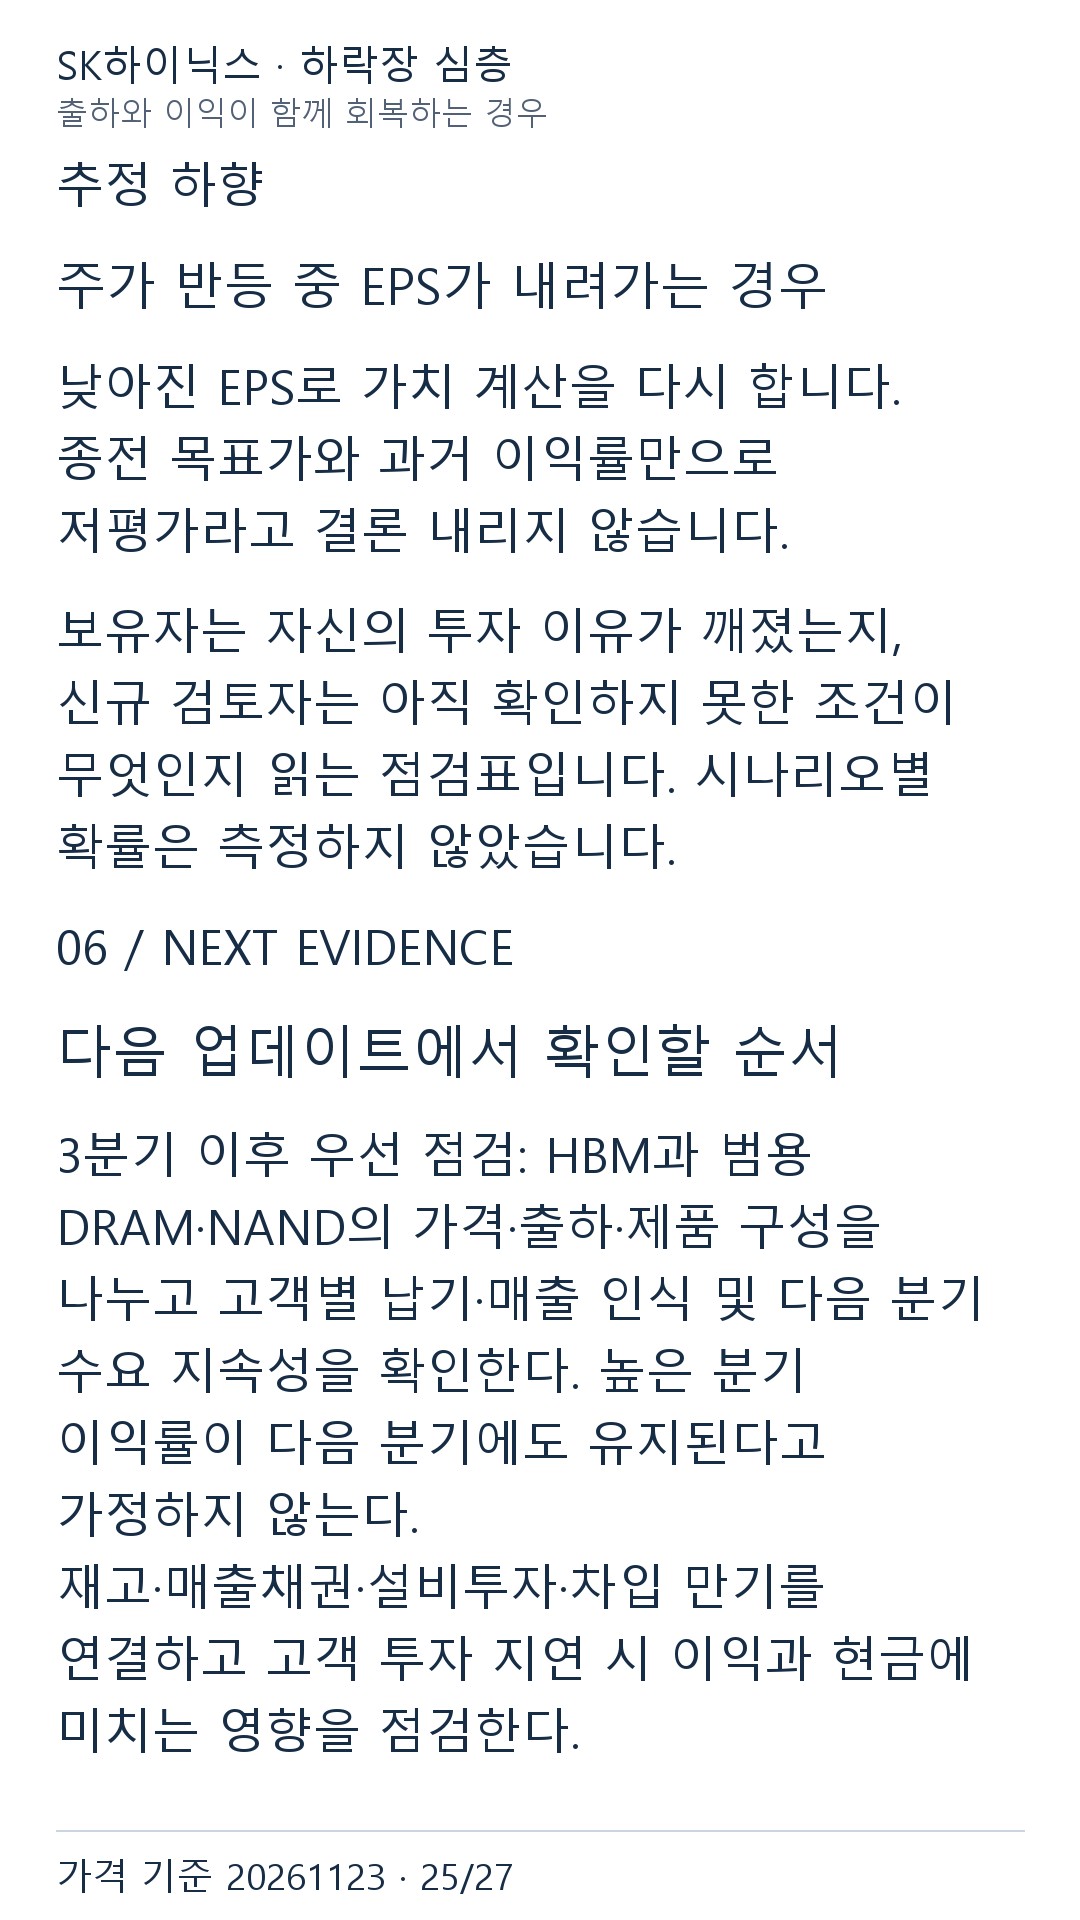 SK하이닉스 · 하락장 심층
출하와 이익이 함께 회복하는 경우
추정 하향
주가 반등 중 EPS가 내려가는 경우
낮아진 EPS로 가치 계산을 다시 합니다.
종전 목표가와 과거 이익률만으로
저평가라고 결론 내리지 않습니다.
보유자는 자신의 투자 이유가 깨졌는지,
신규 검토자는 아직 확인하지 못한 조건이
무엇인지 읽는 점검표입니다. 시나리오별
확률은 측정하지 않았습니다.
06 / NEXT EVIDENCE
다음 업데이트에서 확인할 순서
3분기 이후 우선 점검: HBM과 범용
DRAM·NAND의 가격·출하·제품 구성을
나누고 고객별 납기·매출 인식 및 다음 분기
수요 지속성을 확인한다. 높은 분기
이익률이 다음 분기에도 유지된다고
가정하지 않는다.
재고·매출채권·설비투자·차입 만기를
연결하고 고객 투자 지연 시 이익과 현금에
미치는 영향을 점검한다.
가격 기준 20261123 · 25/27